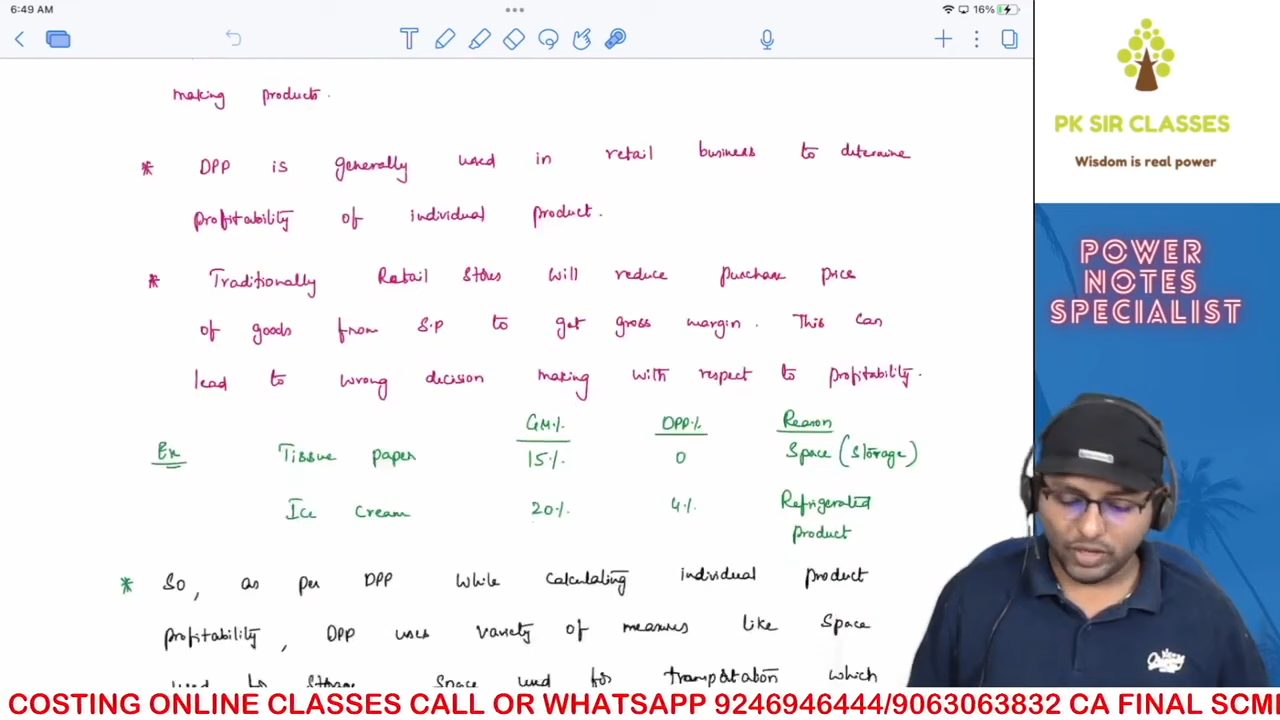 6:49 AM
16%
making products.
* DPP is generally used in retail business to determine
profitability of individual product.
* Traditionally Retail Stores will reduce purchase price
of goods from S.P to get gross margin. This can
lead to wrong decision making with respect to profitability.
GM% DPP% Reason
Ex Tissue paper 15% 0 Space (Storage)
Ice cream 20% 4% Refrigerated
product
* So, as per DPP while calculating individual product
profitability, DPP uses variety of measures like space
used to storage space used for transportation which
PK SIR CLASSES
Wisdom is real power
POWER
NOTES
SPECIALIST
COSTING ONLINE CLASSES CALL OR WHATSAPP 9246946444/9063063832 CA FINAL SCM